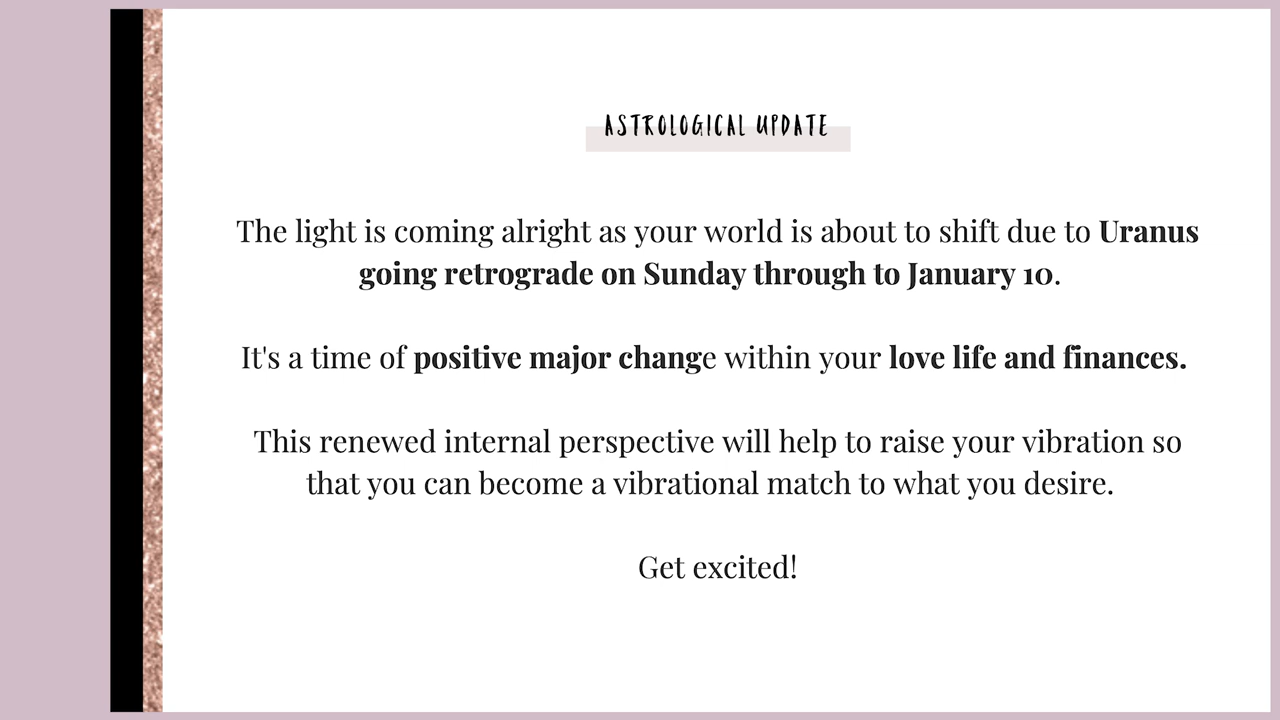 ASTROLOGICAL UPDATE
The light is coming alright as your world is about to shift due to Uranus
going retrograde on Sunday through to January 10.
It's a time of positive major change within your love life and finances.
This renewed internal perspective will help to raise your vibration so
that you can become a vibrational match to what you desire.
Get excited!